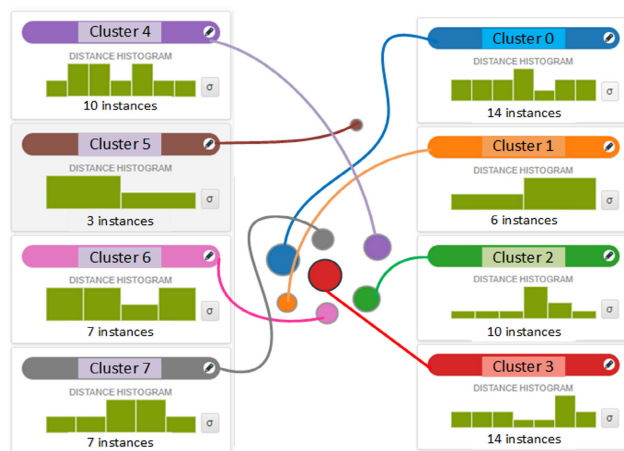 Cluster 4
DISTANCE HISTOGRAM
σ
10 instances
Cluster 5
DISTANCE HISTOGRAM
σ
3 instances
Cluster 6
DISTANCE HISTOGRAM
σ
7 instances
Cluster 7
DISTANCE HISTOGRAM
σ
7 instances
Cluster 0
DISTANCE HISTOGRAM
σ
14 instances
Cluster 1
DISTANCE HISTOGRAM
σ
6 instances
Cluster 2
DISTANCE HISTOGRAM
σ
10 instances
Cluster 3
DISTANCE HISTOGRAM
σ
14 instances